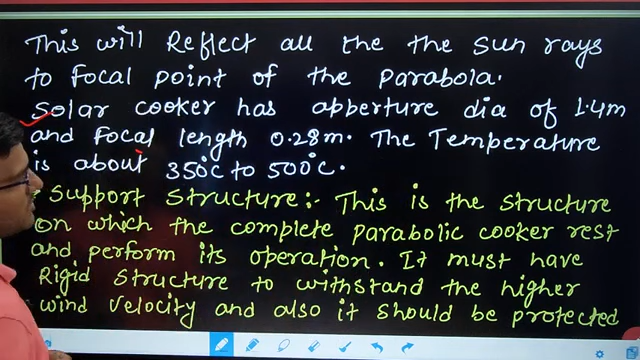 This will Reflect all the the sun rays
to focal point of the Parabola.
Solar cooker has apperture dia of 1.4m
and focal length 0.28m. The Temperature
is about 350°C to 500°C.
Support Structure:- This is the structure
on which the complete parabolic cooker rest
and perform its operation. It must have
Rigid structure to withstand the higher
wind velocity and also it should be protected